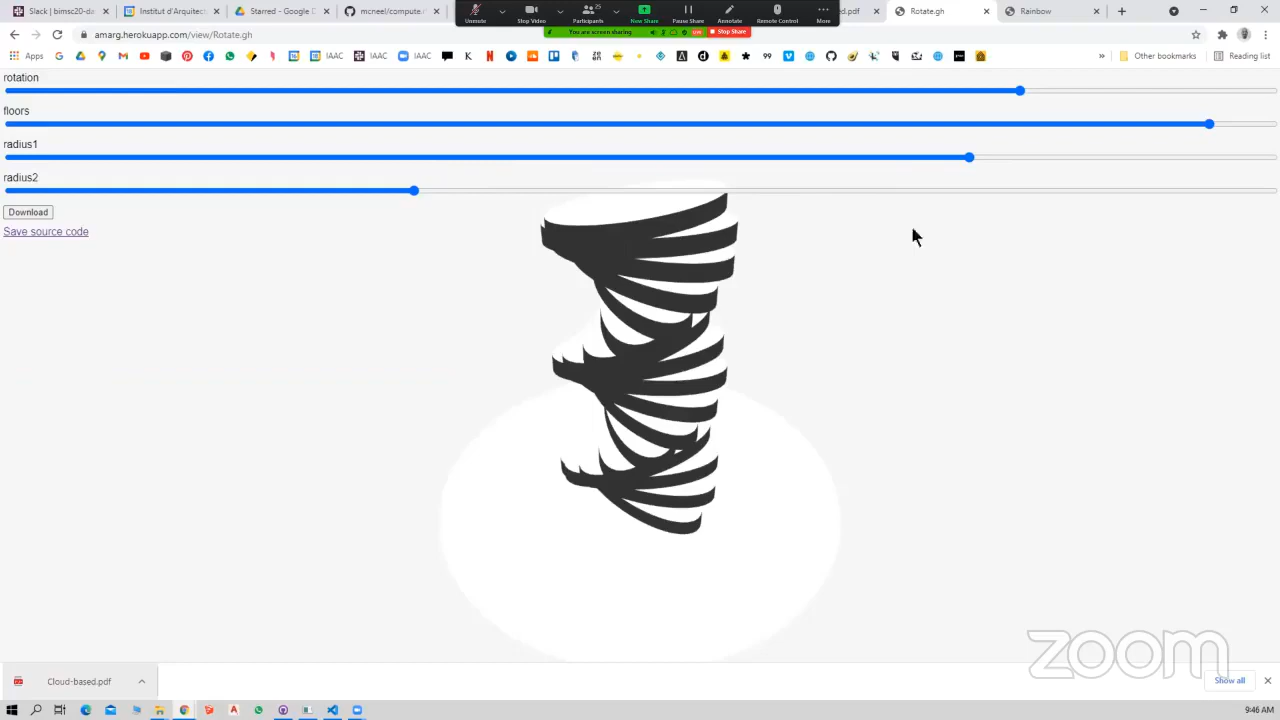 Slack | bimsc20-
Institut d'Arquitec
Starred - Google D
mcneel/compute.r
Unmute
Stop Video
25
Participants
New Share
Pause Share
Annotate
Remote Control
More
d.pdf
Rotate.gh
Rainbow
You are screen sharing
LIVE
Stop Share
amarg.herokuapp.com/view/Rotate.gh
Apps
IAAC
IAAC
IAAC
Other bookmarks
Reading list
rotation
floors
radius1
radius2
Download
Save source code
zoom
Cloud-based.pdf
Show all
9:46 AM